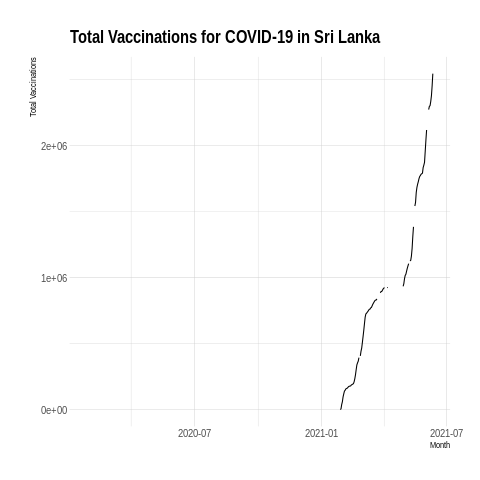 Total Vaccinations for COVID-19 in Sri Lanka
Total Vaccinations
2e+06
1e+06
0e+00
2020-07
2021-01
2021-07
Month